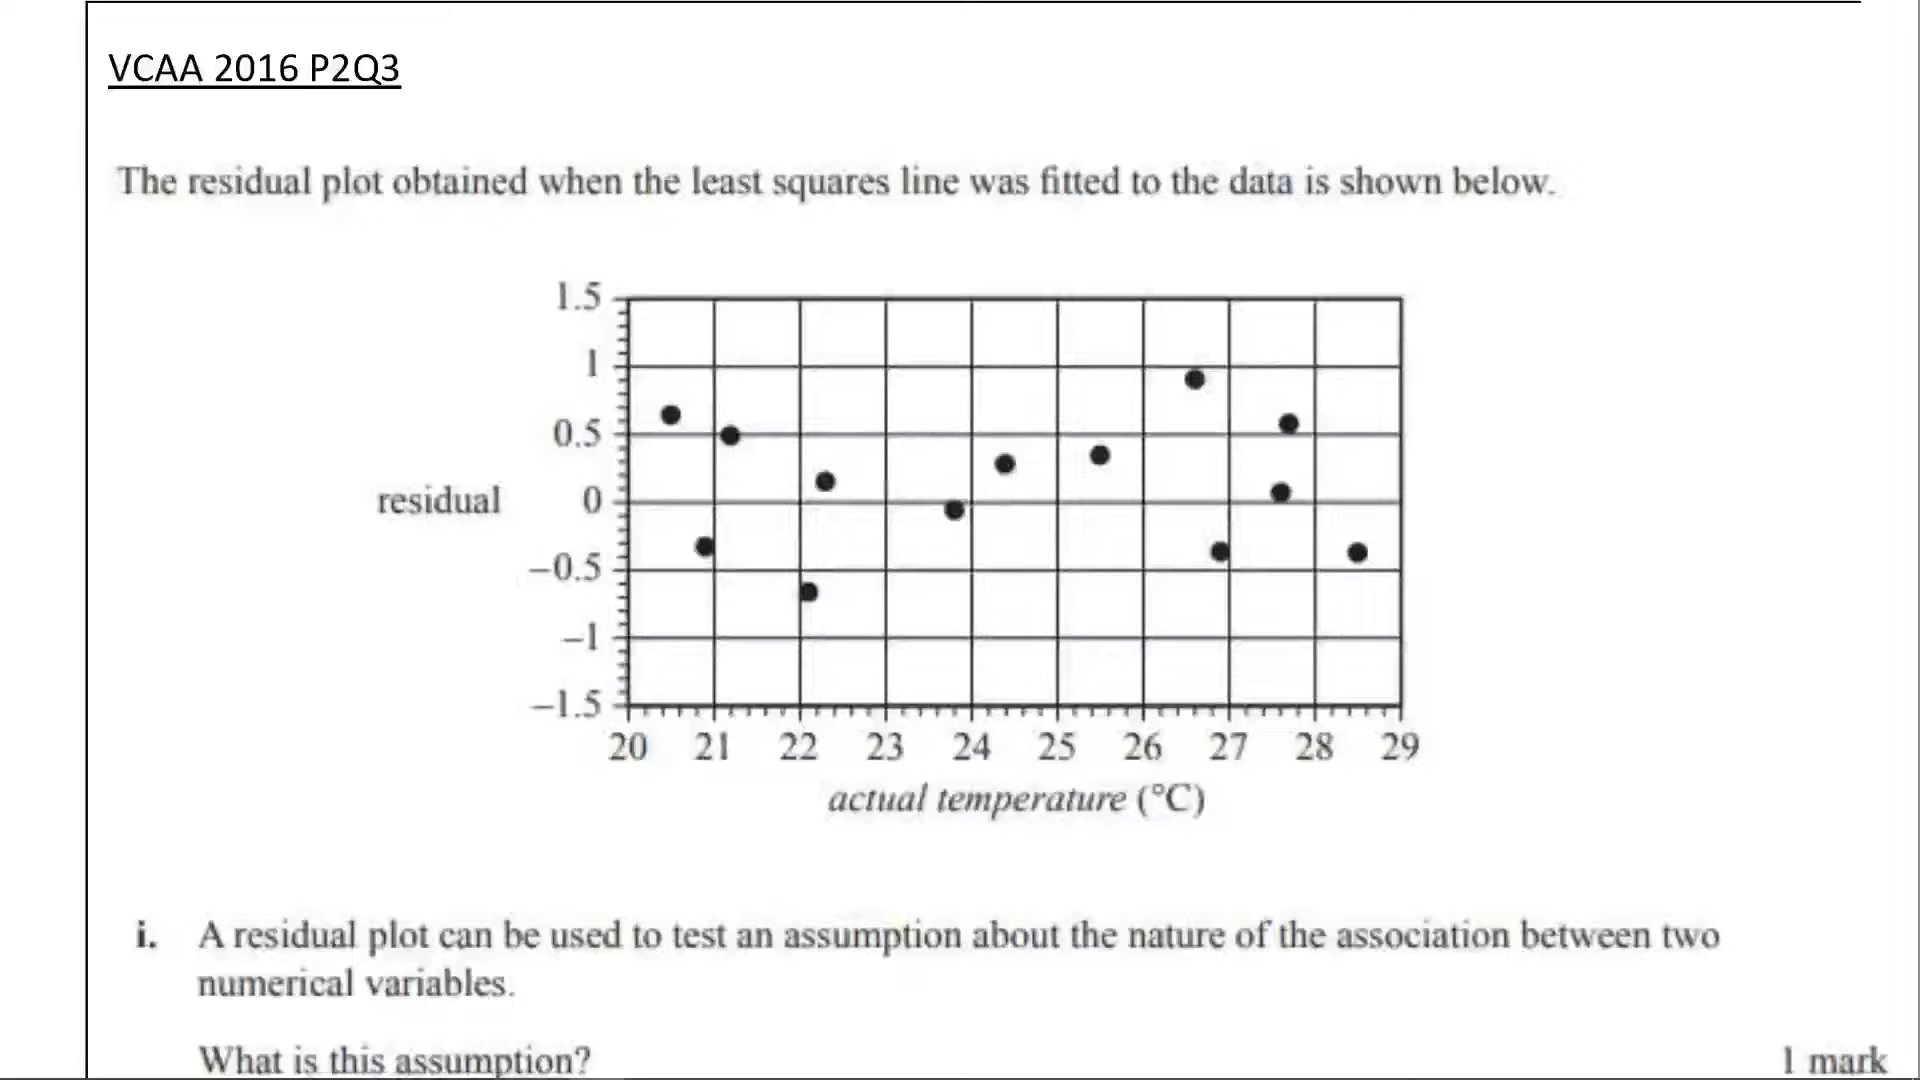 VCAA 2016 P2Q3
The residual plot obtained when the least squares line was fitted to the data is shown below.
1.5
1
0.5
residual
0
−0.5
−1
−1.5
20 21 22 23 24 25 26 27 28 29
actual temperature (°C)
i. A residual plot can be used to test an assumption about the nature of the association between two
numerical variables.
What is this assumption? 1 mark